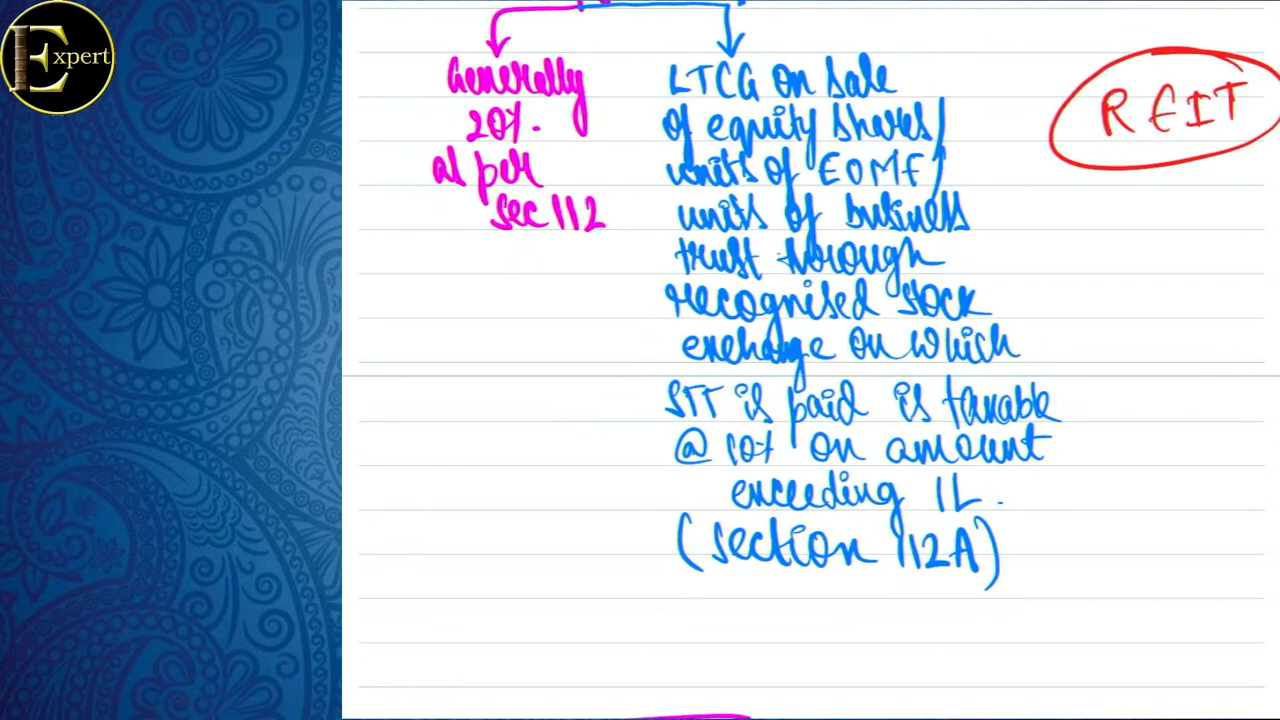 Expert
Generally
20%.
as per
Sec 112
LTCG on sale
of equity shares/
units of EOMF/
units of business
trust through
recognised stock
exchange on which
STT is paid is taxable
@ 10% on amount
exceeding 1L.
(Section 112A)
REIT